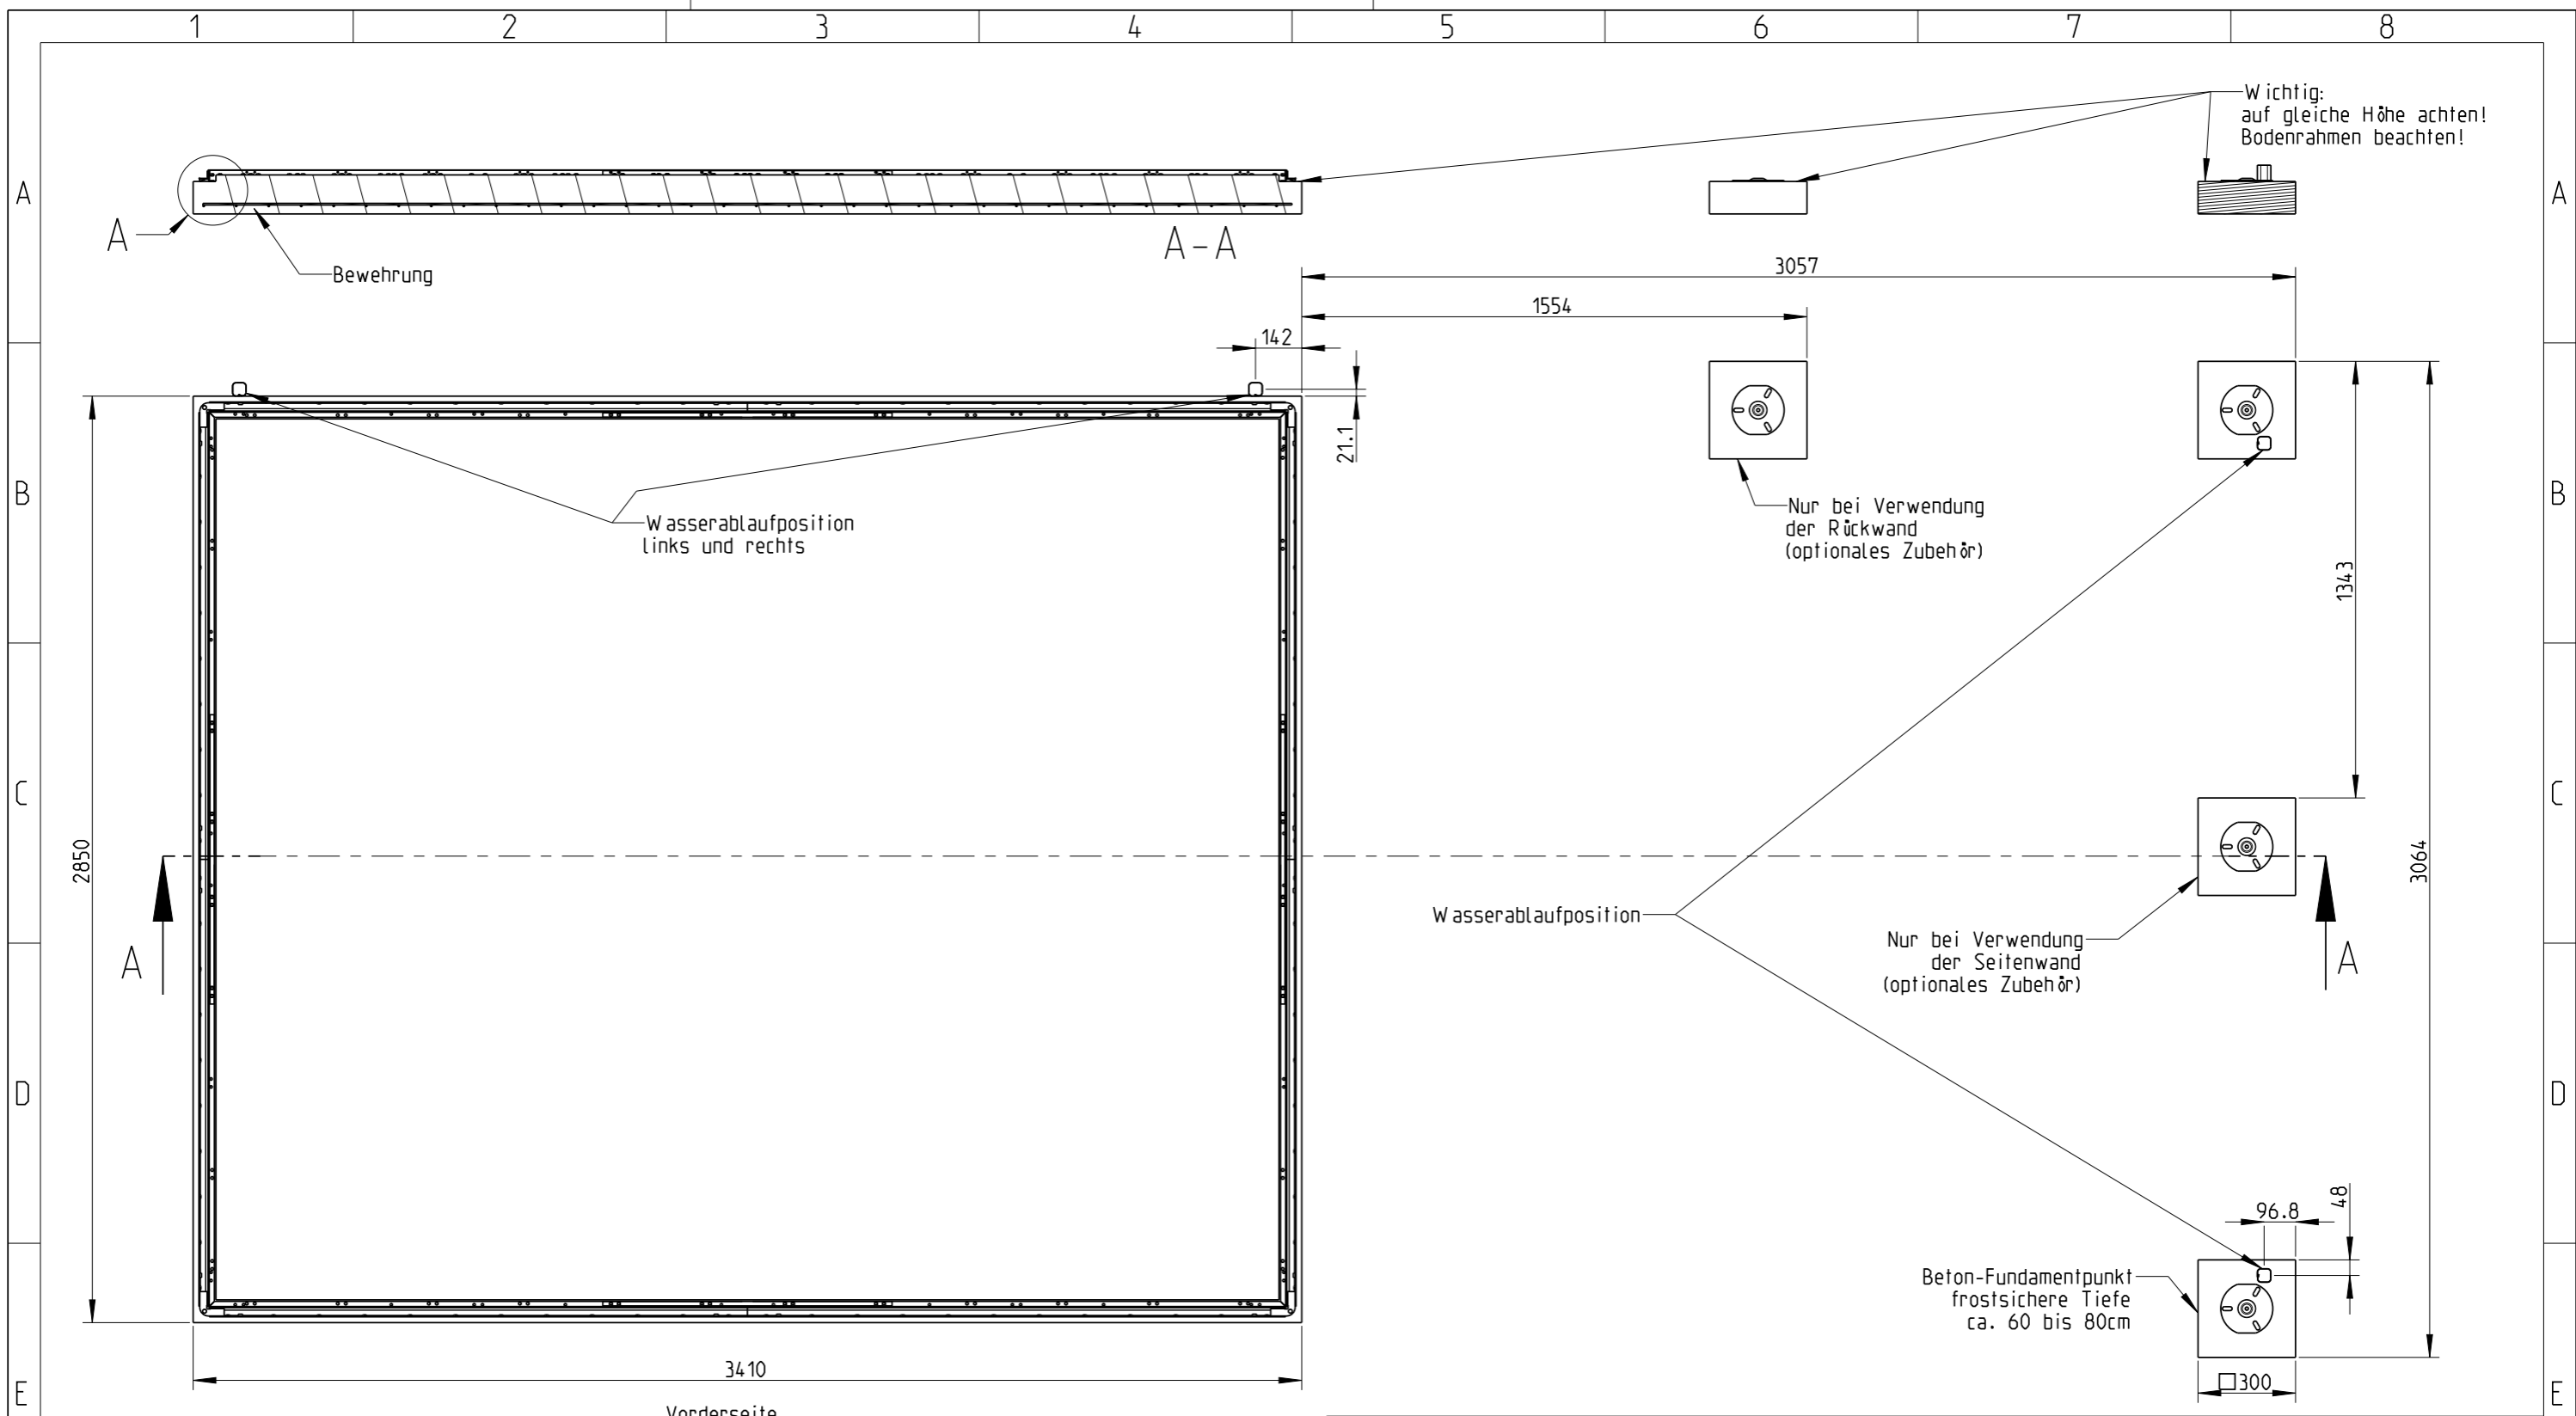 1 2 3 4 5 6 7 8
Wichtig:
auf gleiche Höhe achten!
Bodenrahmen beachten!
A
A
A
A-A
Bewehrung
3057
1554
142
21.1
B
B
Wasserablaufposition
links und rechts
Nur bei Verwendung
der Rückwand
(optionales Zubehör)
1343
C
C
2850
3064
Wasserablaufposition
Nur bei Verwendung
der Seitenwand
(optionales Zubehör)
A
A
D
D
96.8
48
Beton-Fundamentpunkt
frostsichere Tiefe
ca. 60 bis 80cm
3410
□300
E
E
Vorderseite